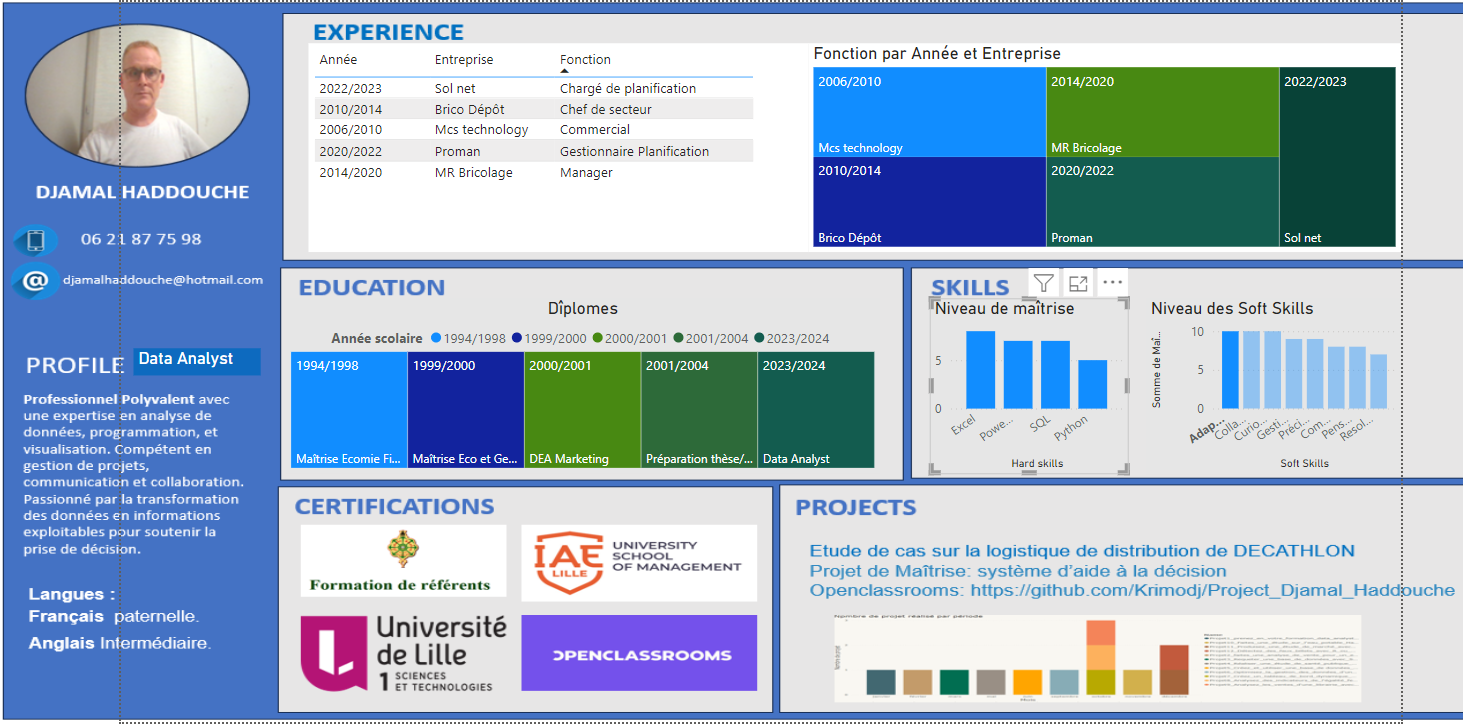 DJAMAL HADDOUCHE
06 21 87 75 98
@ djamalhaddouche@hotmail.com
PROFILE Data Analyst
Professionnel Polyvalent avec
une expertise en analyse de
données, programmation, et
visualisation. Compétent en
gestion de projets,
communication et collaboration.
Passionné par la transformation
des données en informations
exploitables pour soutenir la
prise de décision.
Langues :
Français paternelle.
Anglais Intermédiaire.
EXPERIENCE
Année Entreprise Fonction
2022/2023 Sol net Chargé de planification
2010/2014 Brico Dépôt Chef de secteur
2006/2010 Mcs technology Commercial
2020/2022 Proman Gestionnaire Planification
2014/2020 MR Bricolage Manager
Fonction par Année et Entreprise
2006/2010 2014/2020 2022/2023
Mcs technology MR Bricolage
2010/2014 2020/2022
Brico Dépôt Proman Sol net
EDUCATION
Dîplomes
Année scolaire 1994/1998 1999/2000 2000/2001 2001/2004 2023/2024
1994/1998 1999/2000 2000/2001 2001/2004 2023/2024
Maîtrise Ecomie Fi... Maîtrise Eco et Ge... DEA Marketing Préparation thèse/... Data Analyst
SKILLS
Niveau de maîtrise
5
0
Excel Powe... SQL Python
Hard skills
Niveau des Soft Skills
Somme de Maî...
10
5
0
Adap... Colla... Curio... Gesti... Préci... Com... Pens... Resol...
Soft Skills
CERTIFICATIONS
Formation de référents
IAE LILLE
UNIVERSITY
SCHOOL
OF MANAGEMENT
Université
de Lille
1 SCIENCES
ET TECHNOLOGIES
OPENCLASSROOMS
PROJECTS
Etude de cas sur la logistique de distribution de DECATHLON
Projet de Maîtrise: système d'aide à la décision
Openclassrooms: https://github.com/Krimodj/Project_Djamal_Haddouche
Nombre de projet réalisé par période